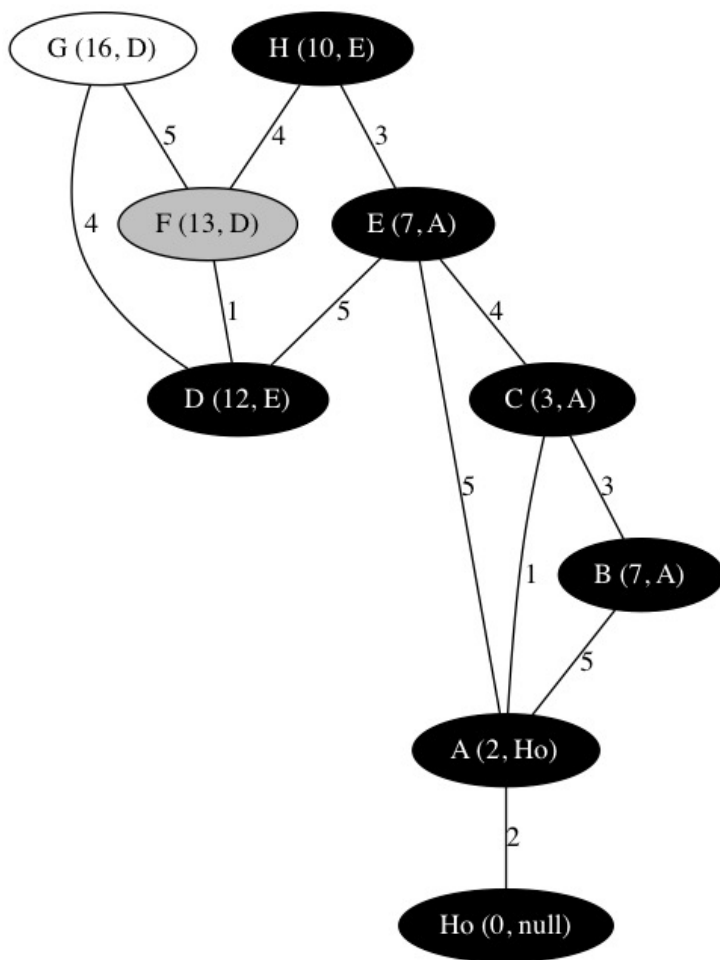 G (16, D)
H (10, E)
5
4
3
4
F (13, D)
E (7, A)
1
5
4
D (12, E)
C (3, A)
5
3
1
B (7, A)
5
A (2, Ho)
2
Ho (0, null)